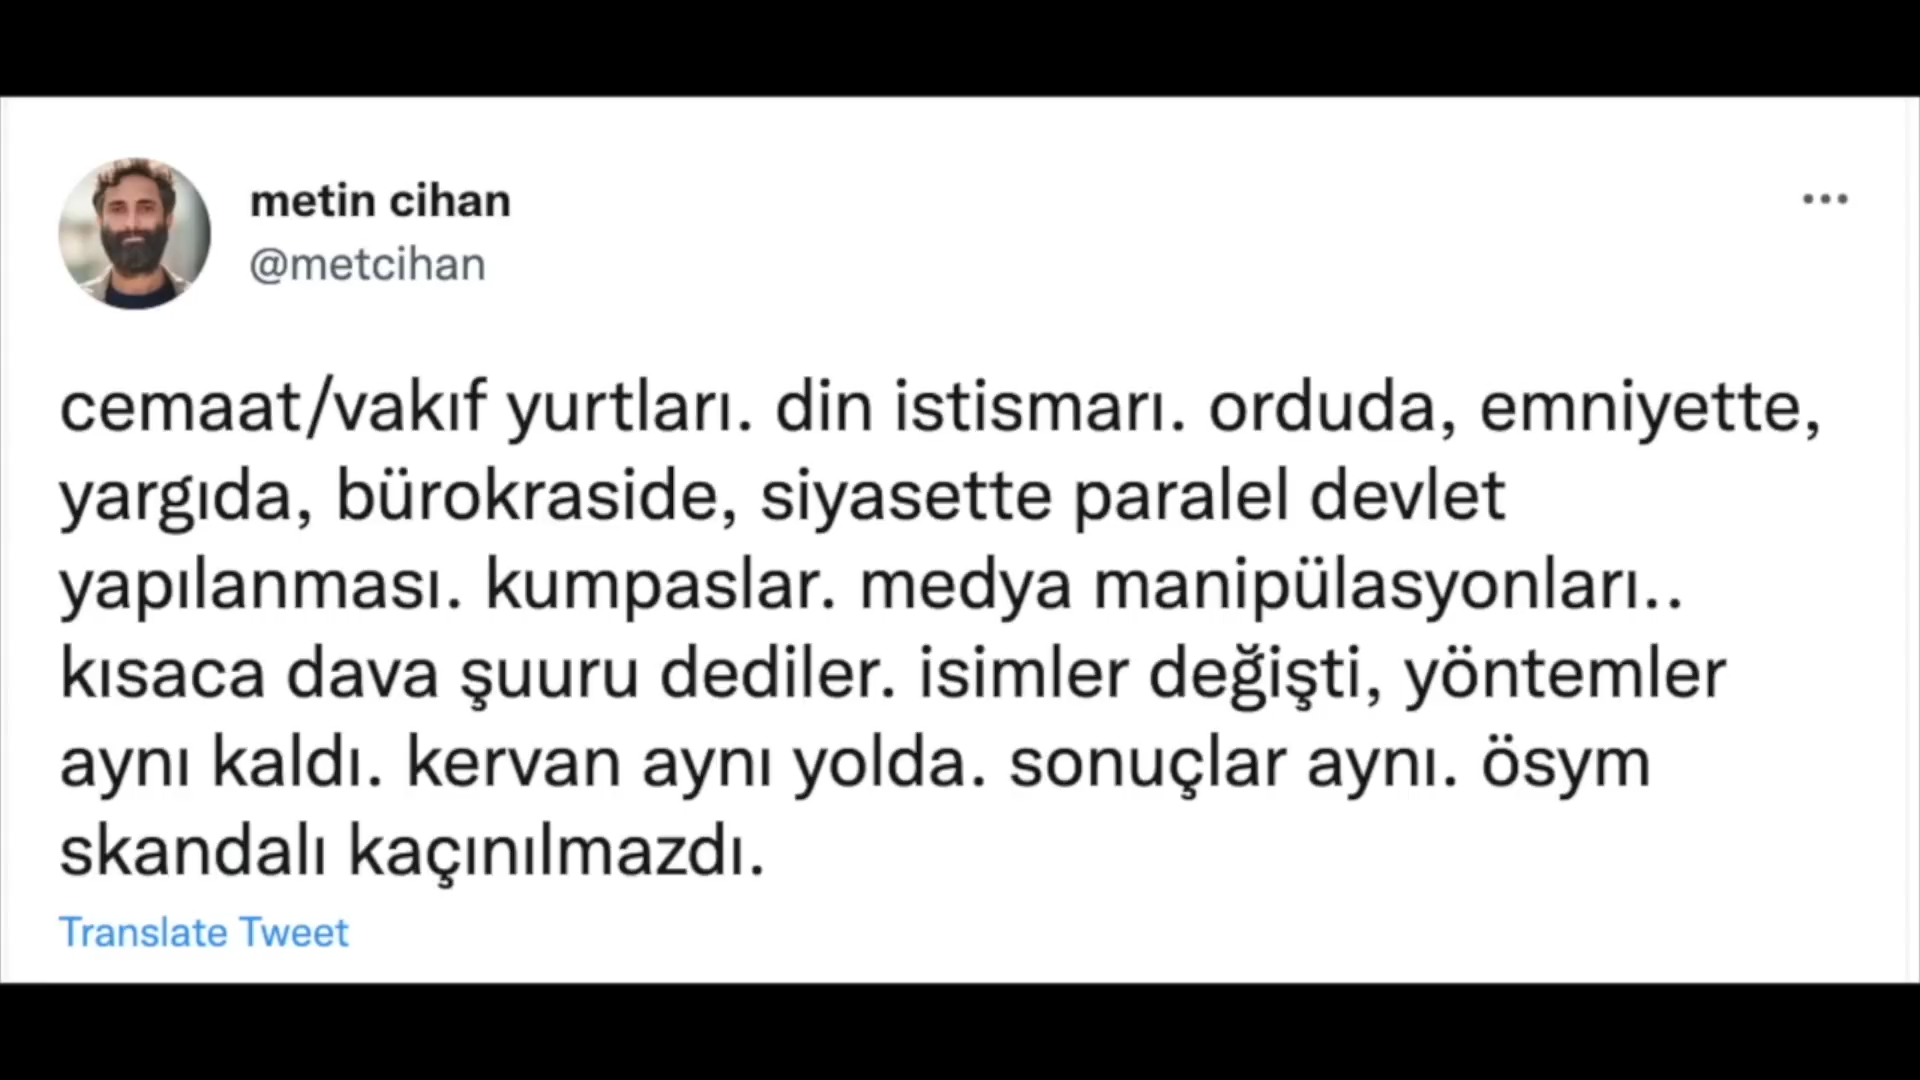 metin cihan
@metcihan
cemaat/vakıf yurtları. din istismarı. orduda, emniyette,
yargıda, bürokraside, siyasette paralel devlet
yapılanması. kumpaslar. medya manipülasyonları..
kısaca dava şuuru dediler. isimler değişti, yöntemler
aynı kaldı. kervan aynı yolda. sonuçlar aynı. ösym
skandalı kaçınılmazdı.
Translate Tweet